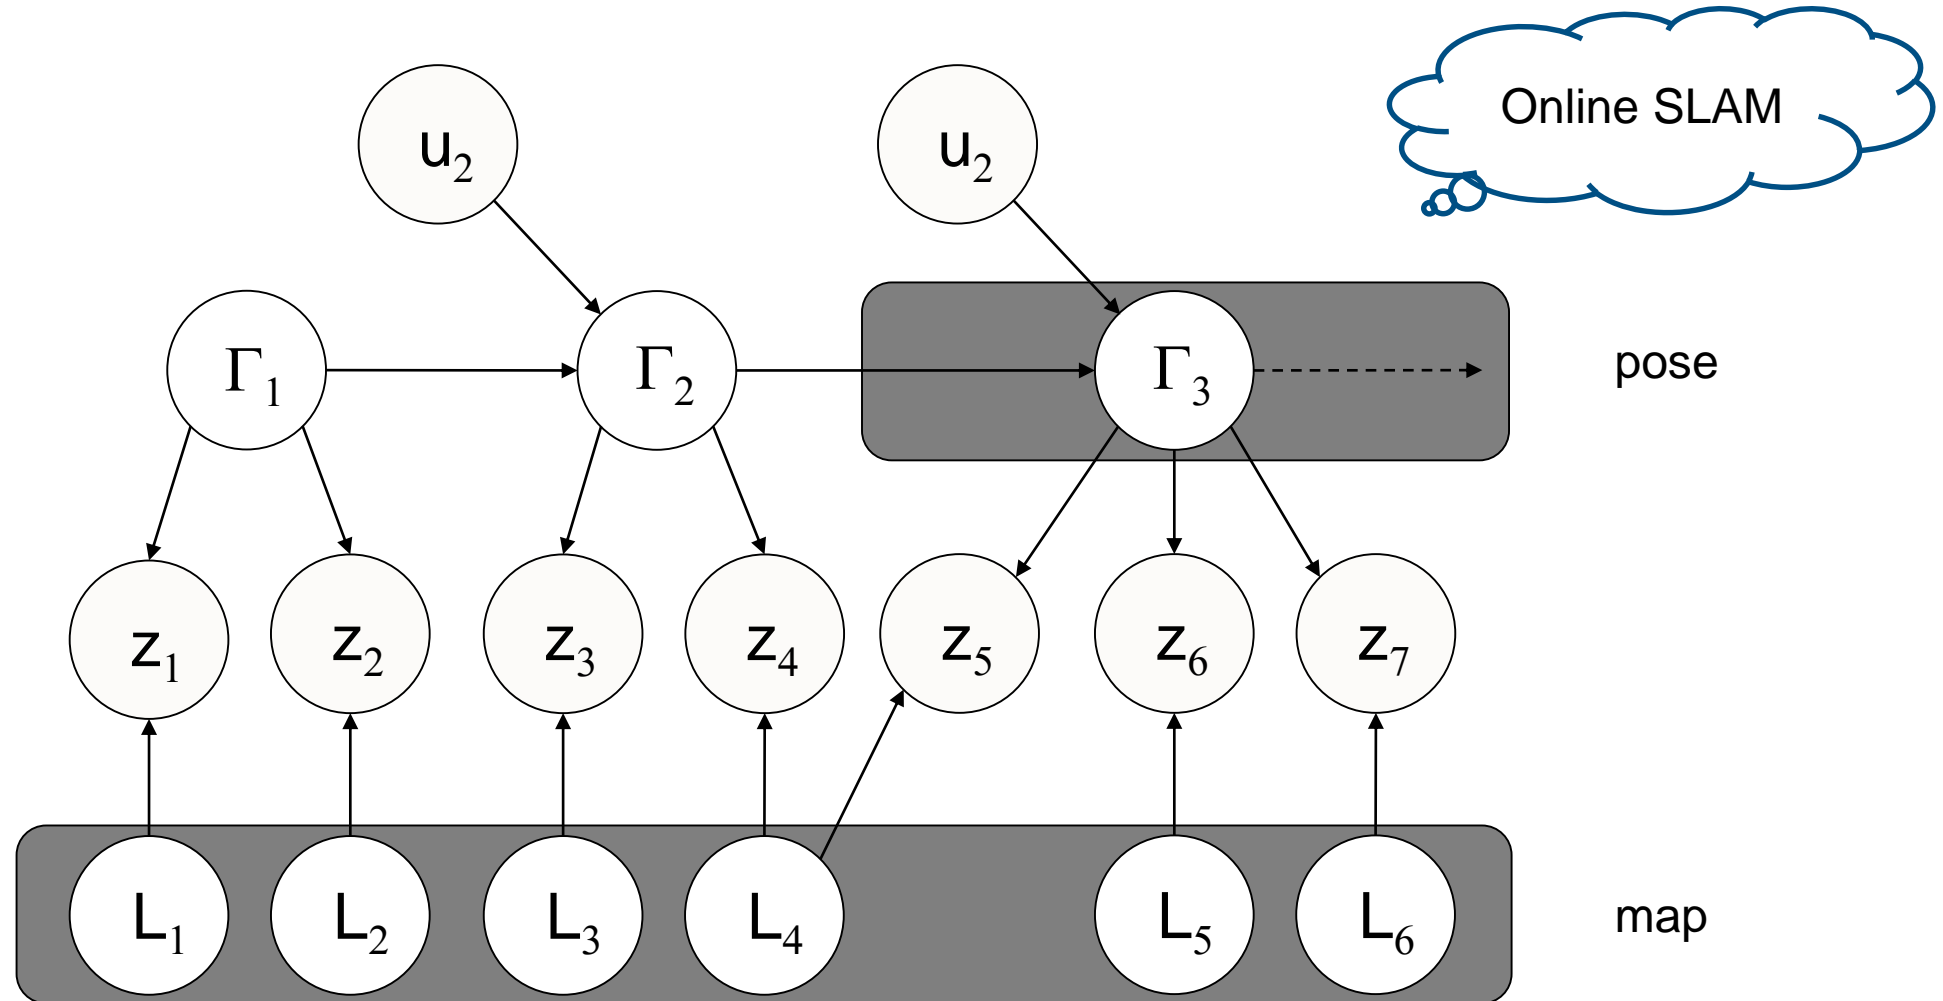 Online SLAM
u₂ u₂
Γ₁ Γ₂ Γ₃ pose
z₁ z₂ z₃ z₄ z₅ z₆ z₇
L₁ L₂ L₃ L₄ L₅ L₆ map